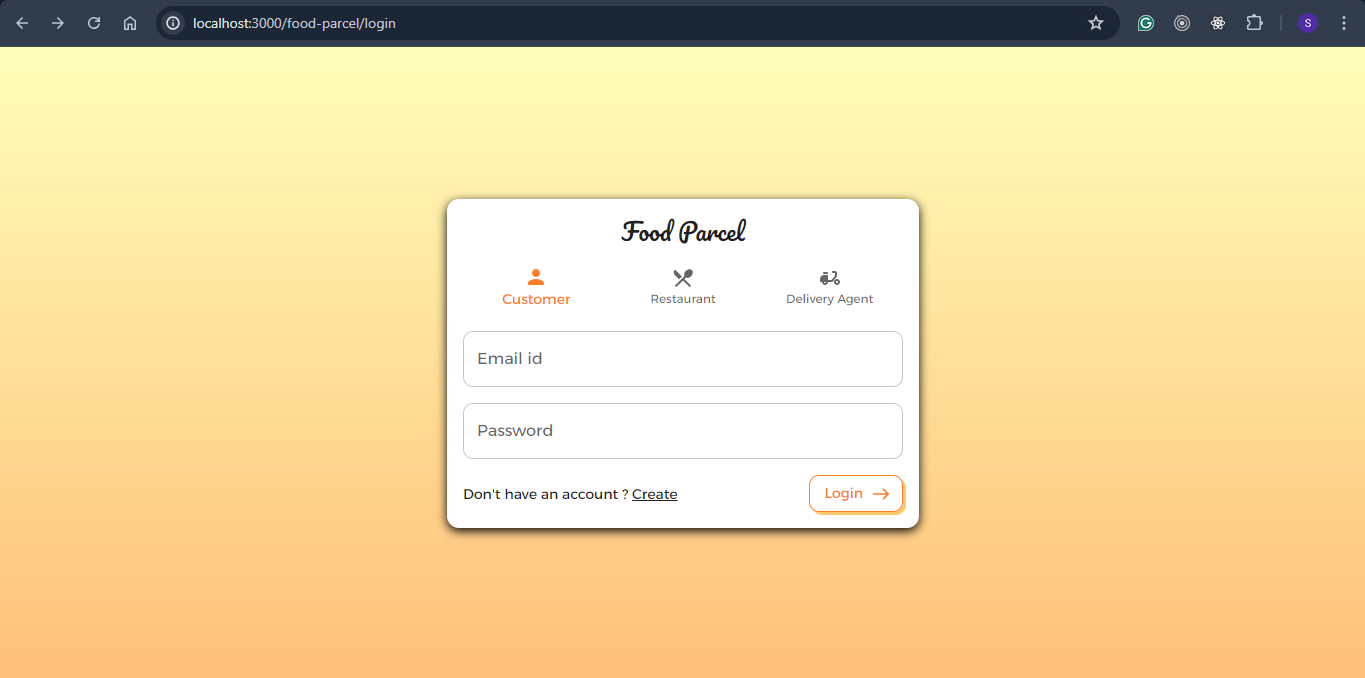 localhost:3000/food-parcel/login
S
Food Parcel
Customer Restaurant Delivery Agent
Email id
Password
Don't have an account ? Create Login